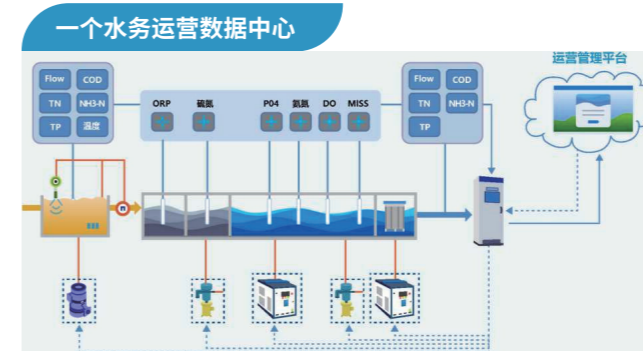 一个水务运营数据中心
运营管理平台
Flow COD
TN NH3-N
TP 温度
ORP 硫氮 P04 氨氮 DO MISS
Flow COD
TN NH3-N
TP